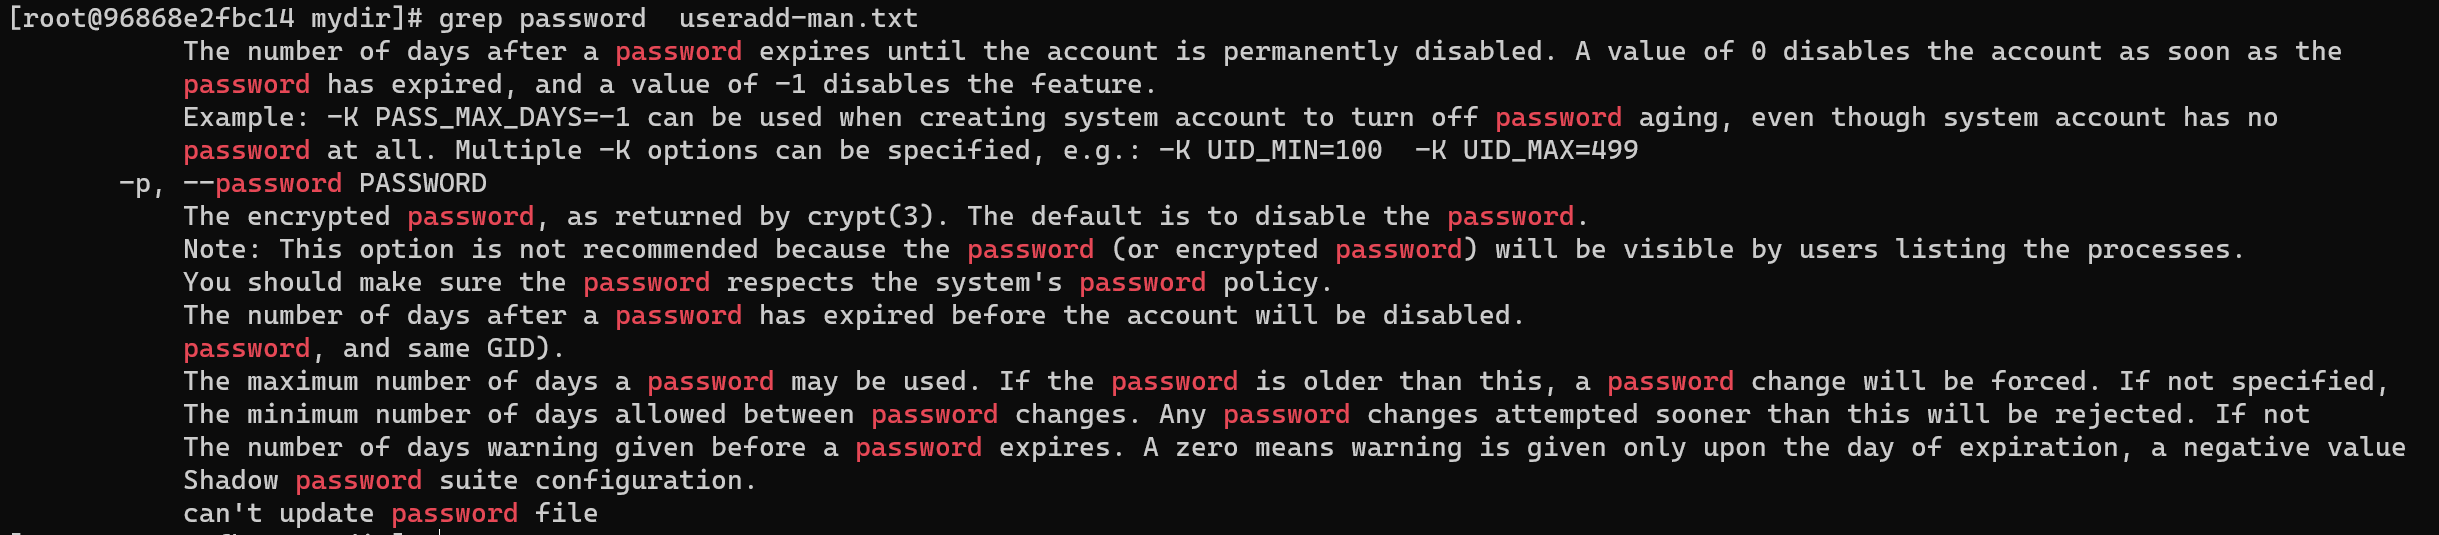 [root@96868e2fbc14 mydir]# grep password  useradd-man.txt
The number of days after a password expires until the account is permanently disabled. A value of 0 disables the account as soon as the
password has expired, and a value of -1 disables the feature.
Example: -K PASS_MAX_DAYS=-1 can be used when creating system account to turn off password aging, even though system account has no
password at all. Multiple -K options can be specified, e.g.: -K UID_MIN=100  -K UID_MAX=499
-p, --password PASSWORD
The encrypted password, as returned by crypt(3). The default is to disable the password.
Note: This option is not recommended because the password (or encrypted password) will be visible by users listing the processes.
You should make sure the password respects the system's password policy.
The number of days after a password has expired before the account will be disabled.
password, and same GID).
The maximum number of days a password may be used. If the password is older than this, a password change will be forced. If not specified,
The minimum number of days allowed between password changes. Any password changes attempted sooner than this will be rejected. If not
The number of days warning given before a password expires. A zero means warning is given only upon the day of expiration, a negative value
Shadow password suite configuration.
can't update password file